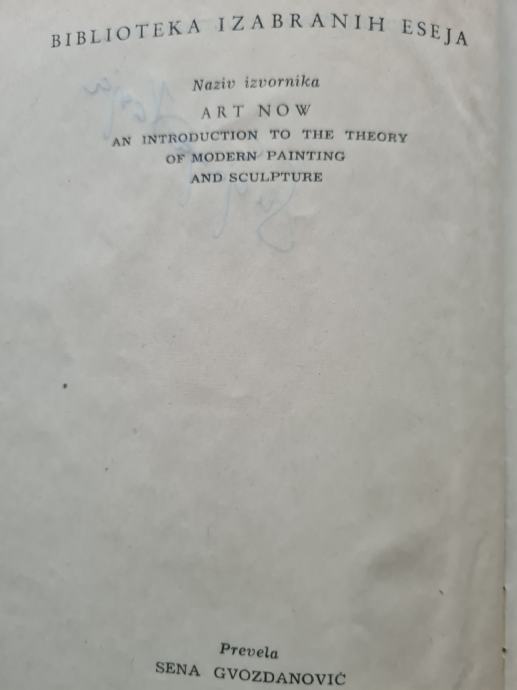 BIBLIOTEKA IZABRANIH ESEJA
Naziv izvornika
ART NOW
AN INTRODUCTION TO THE THEORY
OF MODERN PAINTING
AND SCULPTURE
Prevela
SENA GVOZDANOVIĆ